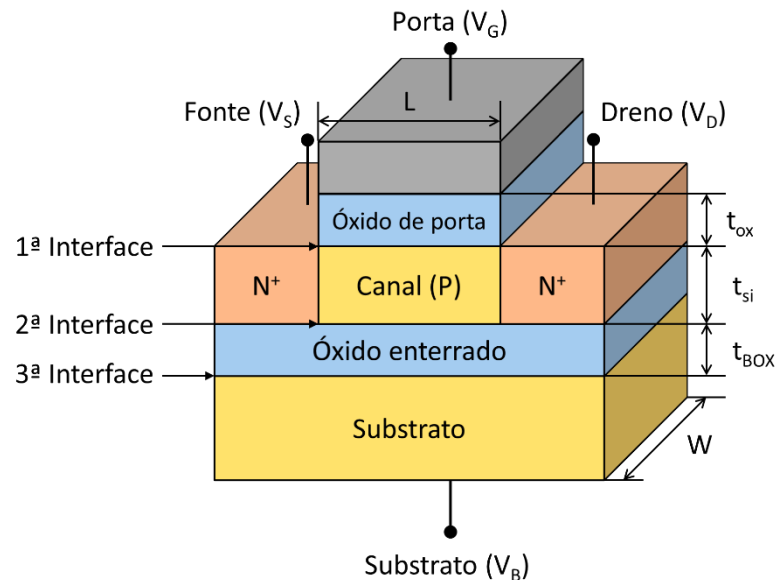 Porta (V_G)
Fonte (V_S)
L
Dreno (V_D)
Óxido de porta
t_ox
1ª Interface
N⁺
Canal (P)
N⁺
t_si
2ª Interface
Óxido enterrado
t_BOX
3ª Interface
Substrato
W
Substrato (V_B)